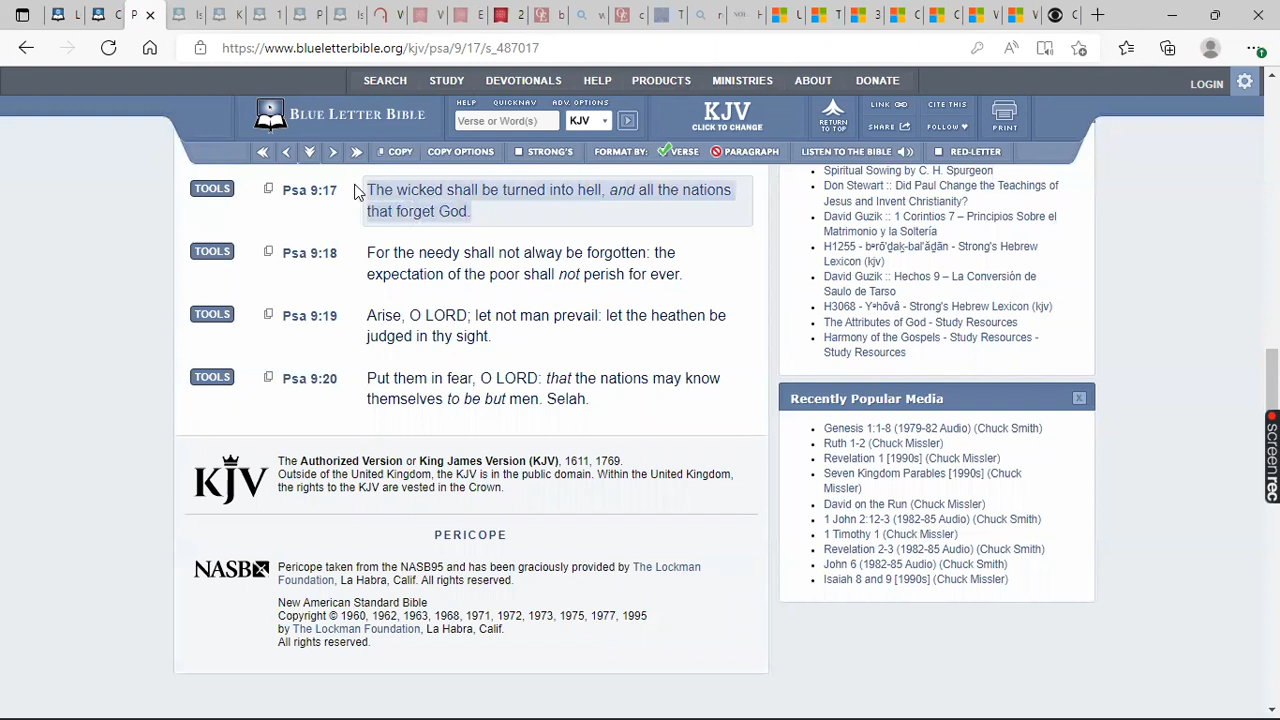 https://www.blueletterbible.org/kjv/psa/9/17/s_487017
SEARCH STUDY DEVOTIONALS HELP PRODUCTS MINISTRIES ABOUT DONATE
LOGIN
BLUE LETTER BIBLE
HELP QUICKNAV ADV. OPTIONS
Verse or Word(s) KJV
KJV
CLICK TO CHANGE
RETURN TO TOP
LINK CITE THIS
SHARE FOLLOW
PRINT
COPY COPY OPTIONS STRONG'S FORMAT BY: VERSE PARAGRAPH LISTEN TO THE BIBLE RED-LETTER
TOOLS Psa 9:17 The wicked shall be turned into hell, and all the nations
that forget God.
TOOLS Psa 9:18 For the needy shall not alway be forgotten: the
expectation of the poor shall not perish for ever.
TOOLS Psa 9:19 Arise, O LORD; let not man prevail: let the heathen be
judged in thy sight.
TOOLS Psa 9:20 Put them in fear, O LORD: that the nations may know
themselves to be but men. Selah.
KJV
The Authorized Version or King James Version (KJV), 1611, 1769.
Outside of the United Kingdom, the KJV is in the public domain. Within the United Kingdom,
the rights to the KJV are vested in the Crown.
PERICOPE
NASB
Pericope taken from the NASB95 and has been graciously provided by The Lockman
Foundation, La Habra, Calif. All rights reserved.
New American Standard Bible
Copyright © 1960, 1962, 1963, 1968, 1971, 1972, 1973, 1975, 1977, 1995
by The Lockman Foundation, La Habra, Calif.
All rights reserved.
Spiritual Sowing by C. H. Spurgeon
Don Stewart :: Did Paul Change the Teachings of
Jesus and Invent Christianity?
David Guzik :: 1 Corintios 7 – Principios Sobre el
Matrimonio y la Soltería
H1255 - bᵊrō'ḏaḵ-bal'ăḏān - Strong's Hebrew
Lexicon (kjv)
David Guzik :: Hechos 9 – La Conversión de
Saulo de Tarso
H3068 - Yᵊhōvâ - Strong's Hebrew Lexicon (kjv)
The Attributes of God - Study Resources
Harmony of the Gospels - Study Resources -
Study Resources
Recently Popular Media
Genesis 1:1-8 (1979-82 Audio) (Chuck Smith)
Ruth 1-2 (Chuck Missler)
Revelation 1 [1990s] (Chuck Missler)
Seven Kingdom Parables [1990s] (Chuck
Missler)
David on the Run (Chuck Missler)
1 John 2:12-3 (1982-85 Audio) (Chuck Smith)
1 Timothy 1 (Chuck Missler)
Revelation 2-3 (1982-85 Audio) (Chuck Smith)
John 6 (1982-85 Audio) (Chuck Smith)
Isaiah 8 and 9 [1990s] (Chuck Missler)
screenrec